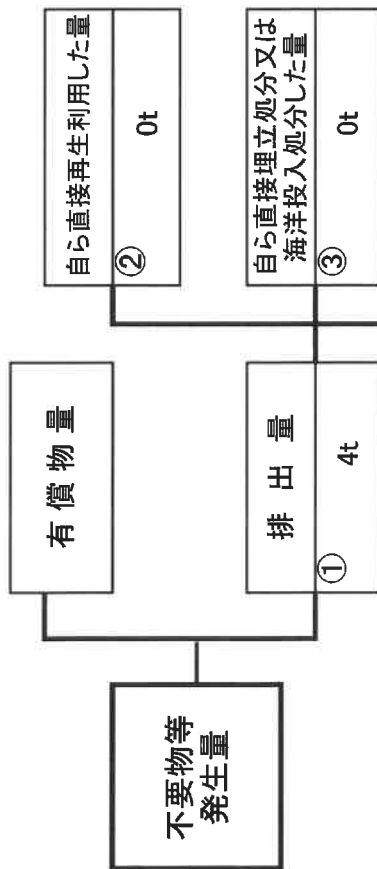 不要物等
発生量
有償物量
排出量
①
4t
自ら直接再生利用した量
②
0t
自ら直接埋立処分又は
海洋投入処分した量
③
0t